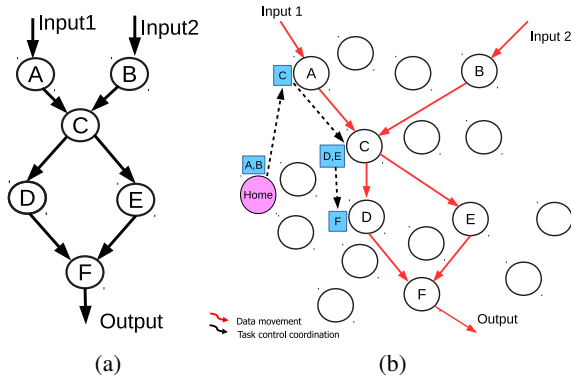 Input1
Input2
A
B
C
D
E
F
Output
(a)
Input 1
Input 2
A
B
C
C
D,E
A,B
Home
F
D
E
F
Output
Data movement
Task control coordination
(b)